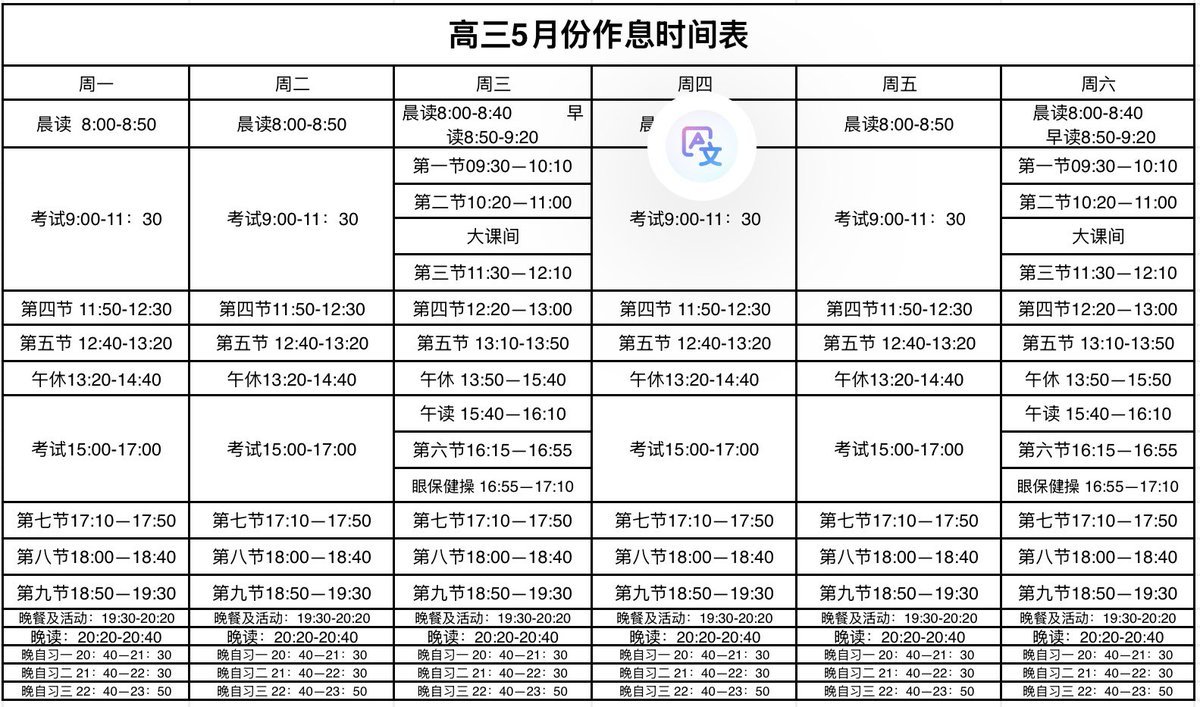 高三5月份作息时间表
周一 周二 周三 周四 周五 周六
晨读 8:00-8:50 晨读8:00-8:50 晨读8:00-8:40 早 晨读8:00-8:50 晨读8:00-8:40
读8:50-9:20 早读8:50-9:20
第一节09:30—10:10 第一节09:30—10:10
第二节10:20—11:00 第二节10:20—11:00
考试9:00-11：30 考试9:00-11：30 考试9:00-11：30 考试9:00-11：30
大课间 大课间
第三节11:30—12:10 第三节11:30—12:10
第四节 11:50-12:30 第四节11:50-12:30 第四节12:20—13:00 第四节 11:50-12:30 第四节11:50-12:30 第四节12:20—13:00
第五节 12:40-13:20 第五节 12:40-13:20 第五节 13:10-13:50 第五节 12:40-13:20 第五节 12:40-13:20 第五节 13:10-13:50
午休13:20-14:40 午休13:20-14:40 午休 13:50—15:40 午休13:20-14:40 午休13:20-14:40 午休 13:50—15:50
午读 15:40—16:10 午读 15:40—16:10
考试15:00-17:00 考试15:00-17:00 第六节16:15—16:55 考试15:00-17:00 考试15:00-17:00 第六节16:15—16:55
眼保健操 16:55—17:10 眼保健操 16:55—17:10
第七节17:10—17:50 第七节17:10—17:50 第七节17:10—17:50 第七节17:10—17:50 第七节17:10—17:50 第七节17:10—17:50
第八节18:00—18:40 第八节18:00—18:40 第八节18:00—18:40 第八节18:00—18:40 第八节18:00—18:40 第八节18:00—18:40
第九节18:50—19:30 第九节18:50—19:30 第九节18:50—19:30 第九节18:50—19:30 第九节18:50—19:30 第九节18:50—19:30
晚餐及活动：19:30-20:20 晚餐及活动：19:30-20:20 晚餐及活动：19:30-20:20 晚餐及活动：19:30-20:20 晚餐及活动：19:30-20:20 晚餐及活动：19:30-20:20
晚读：20:20-20:40 晚读：20:20-20:40 晚读：20:20-20:40 晚读：20:20-20:40 晚读：20:20-20:40 晚读：20:20-20:40
晚自习一 20：40—21：30 晚自习一 20：40—21：30 晚自习一 20：40—21：30 晚自习一 20：40—21：30 晚自习一 20：40—21：30 晚自习一 20：40—21：30
晚自习二 21：40—22：30 晚自习二 21：40—22：30 晚自习二 21：40—22：30 晚自习二 21：40—22：30 晚自习二 21：40—22：30 晚自习二 21：40—22：30
晚自习三 22：40—23：50 晚自习三 22：40—23：50 晚自习三 22：40—23：50 晚自习三 22：40—23：50 晚自习三 22：40—23：50 晚自习三 22：40—23：50